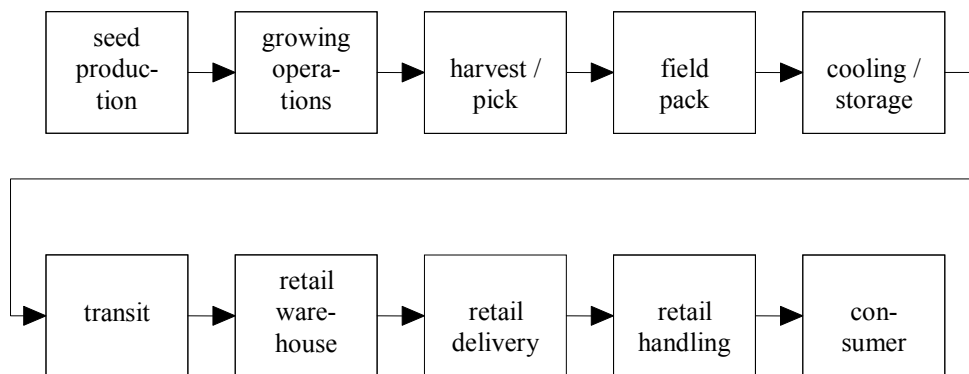 seed
produc-
tion
growing
opera-
tions
harvest /
pick
field
pack
cooling /
storage
transit
retail
ware-
house
retail
delivery
retail
handling
con-
sumer